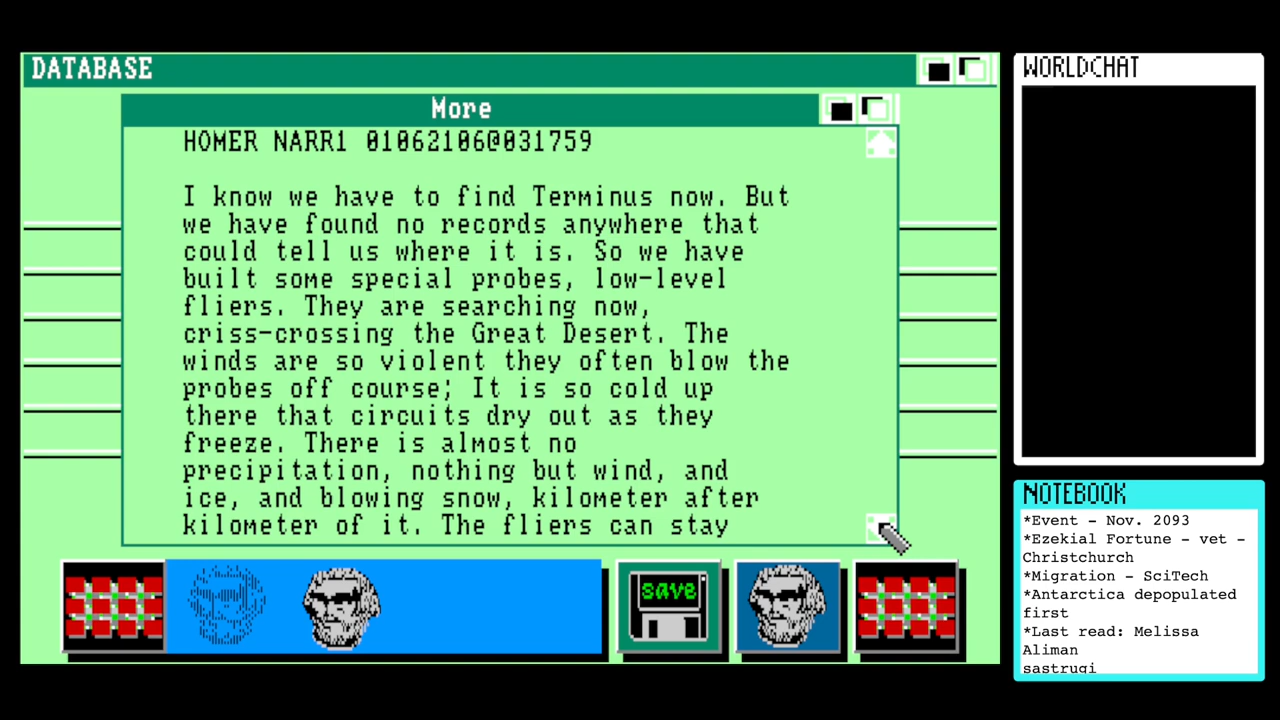 DATABASE
More
HOMER NARR1 01062106@031759
I know we have to find Terminus now. But
we have found no records anywhere that
could tell us where it is. So we have
built some special probes, low-level
fliers. They are searching now,
criss-crossing the Great Desert. The
winds are so violent they often blow the
probes off course; It is so cold up
there that circuits dry out as they
freeze. There is almost no
precipitation, nothing but wind, and
ice, and blowing snow, kilometer after
kilometer of it. The fliers can stay
save
WORLDCHAT
NOTEBOOK
*Event - Nov. 2093
*Ezekial Fortune - vet -
Christchurch
*Migration - SciTech
*Antarctica depopulated
first
*Last read: Melissa
Aliman
sastrugi